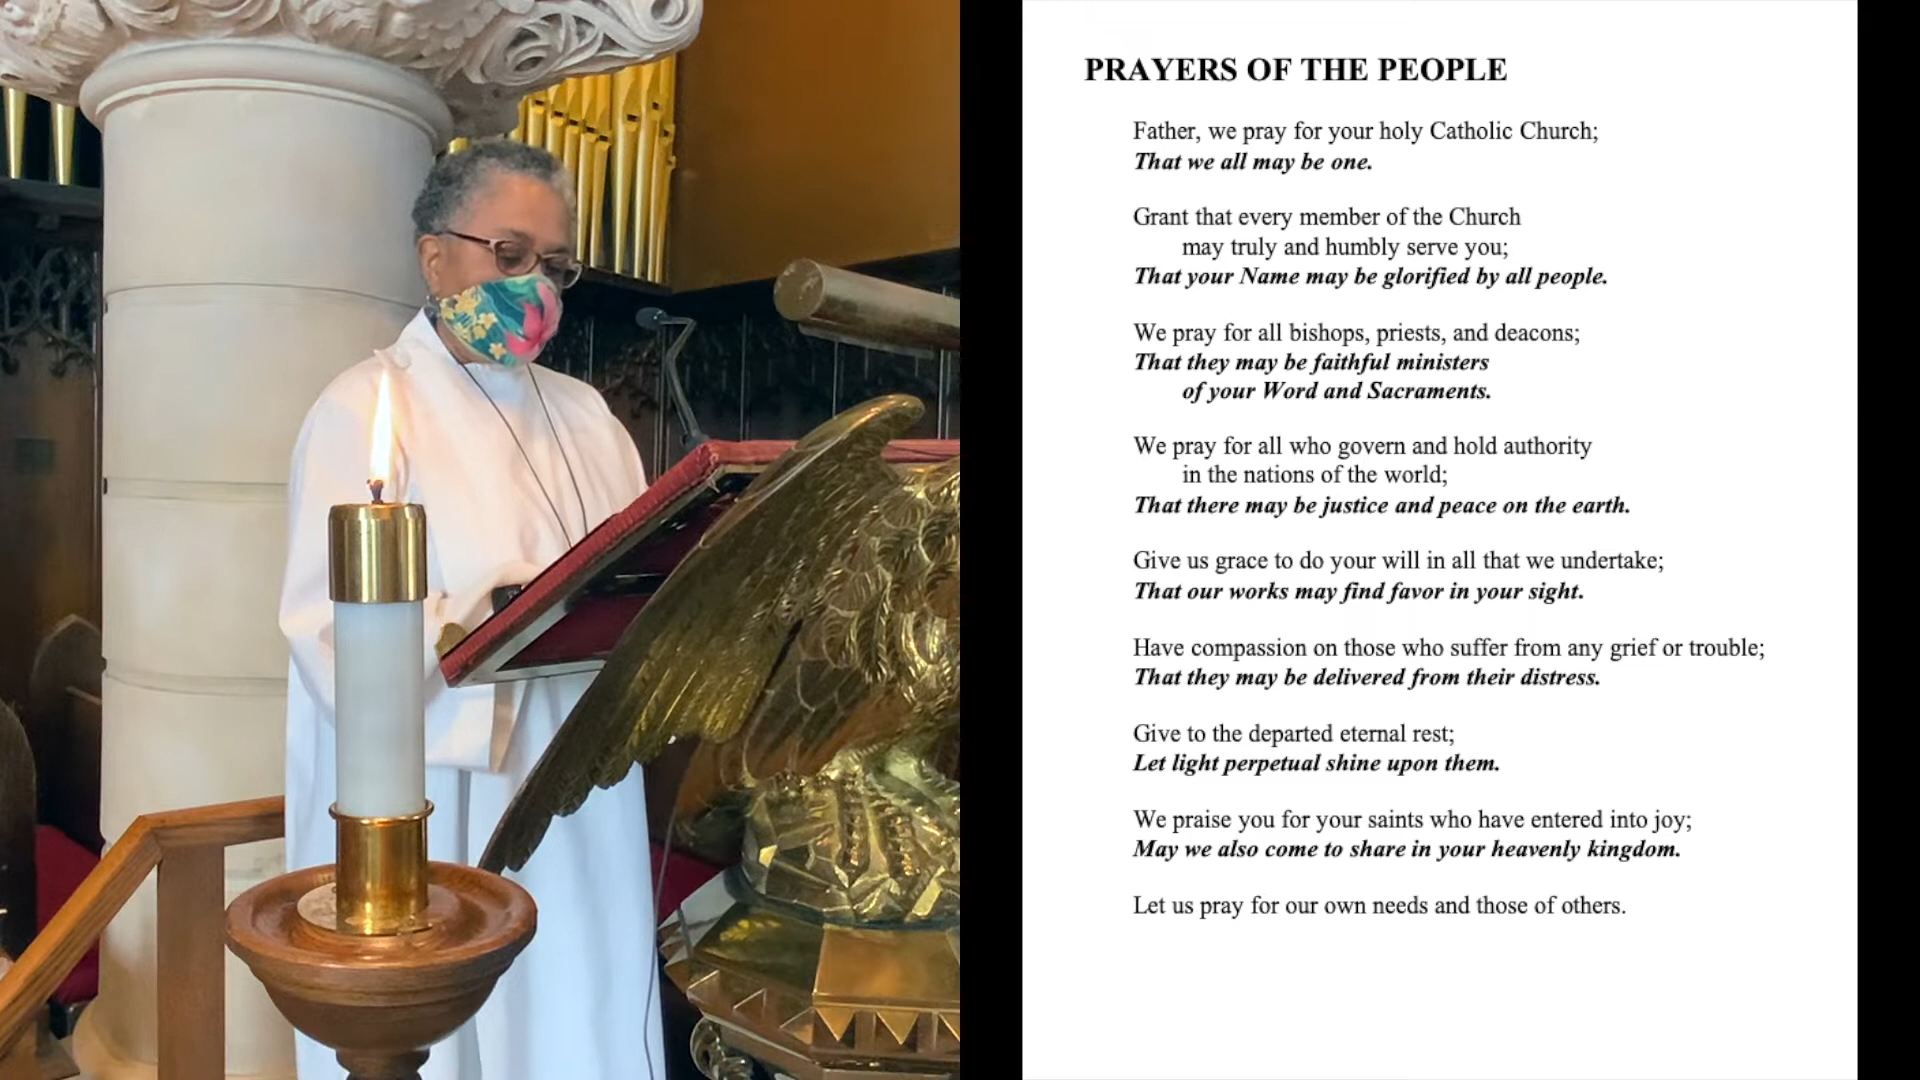 PRAYERS OF THE PEOPLE
Father, we pray for your holy Catholic Church;
That we all may be one.
Grant that every member of the Church
may truly and humbly serve you;
That your Name may be glorified by all people.
We pray for all bishops, priests, and deacons;
That they may be faithful ministers
of your Word and Sacraments.
We pray for all who govern and hold authority
in the nations of the world;
That there may be justice and peace on the earth.
Give us grace to do your will in all that we undertake;
That our works may find favor in your sight.
Have compassion on those who suffer from any grief or trouble;
That they may be delivered from their distress.
Give to the departed eternal rest;
Let light perpetual shine upon them.
We praise you for your saints who have entered into joy;
May we also come to share in your heavenly kingdom.
Let us pray for our own needs and those of others.